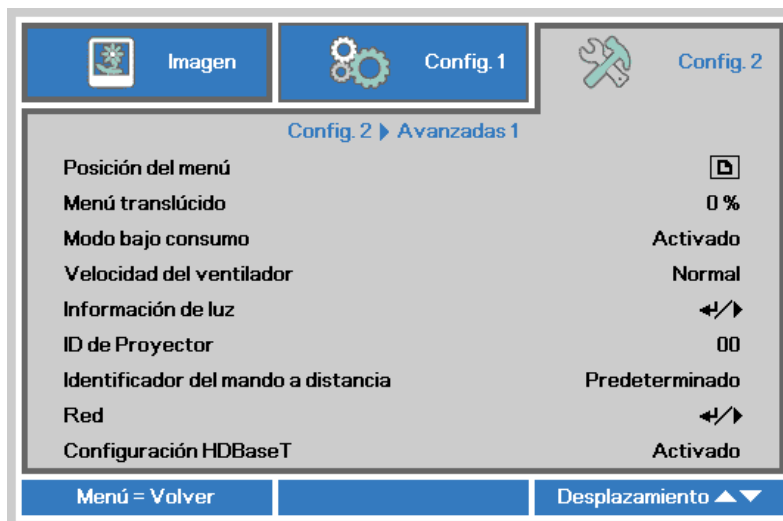 Imagen Config. 1 Config. 2
Config. 2 ▶ Avanzadas 1
Posición del menú
Menú translúcido 0 %
Modo bajo consumo Activado
Velocidad del ventilador Normal
Información de luz ↵/▶
ID de Proyector 00
Identificador del mando a distancia Predeterminado
Red ↵/▶
Configuración HDBaseT Activado
Menú = Volver Desplazamiento ▲▼